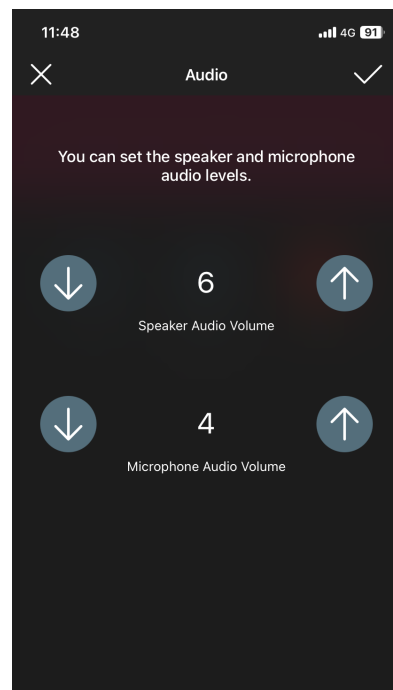 11:48 4G 91
Audio
You can set the speaker and microphone
audio levels.
6
Speaker Audio Volume
4
Microphone Audio Volume